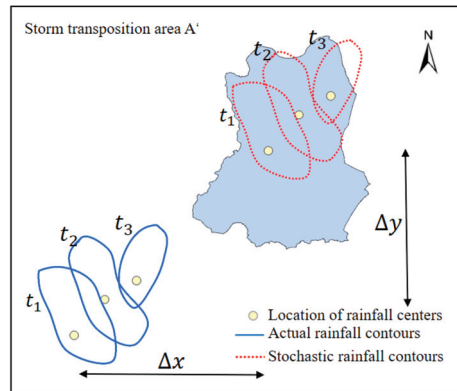 Storm transposition area A'
N
t₂
t₃
t₁
t₃
t₂
t₁
Δy
Δx
Location of rainfall centers
Actual rainfall contours
Stochastic rainfall contours